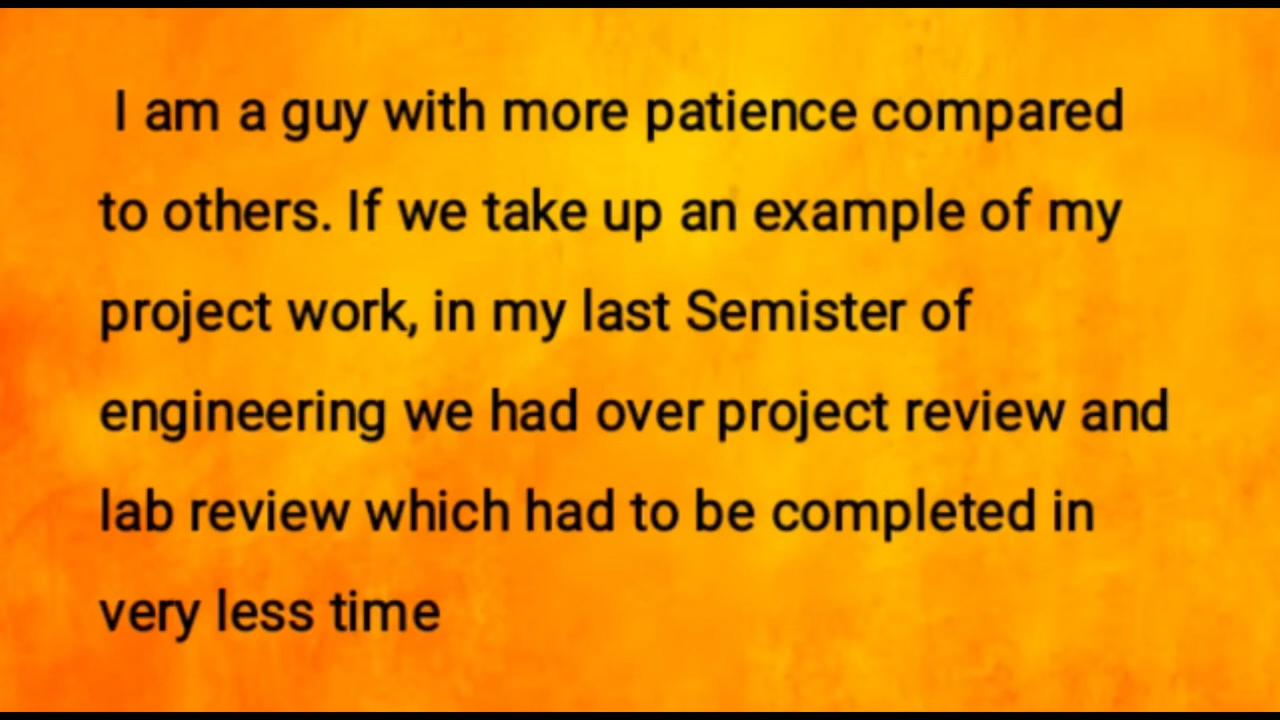 I am a guy with more patience compared
to others. If we take up an example of my
project work, in my last Semister of
engineering we had over project review and
lab review which had to be completed in
very less time